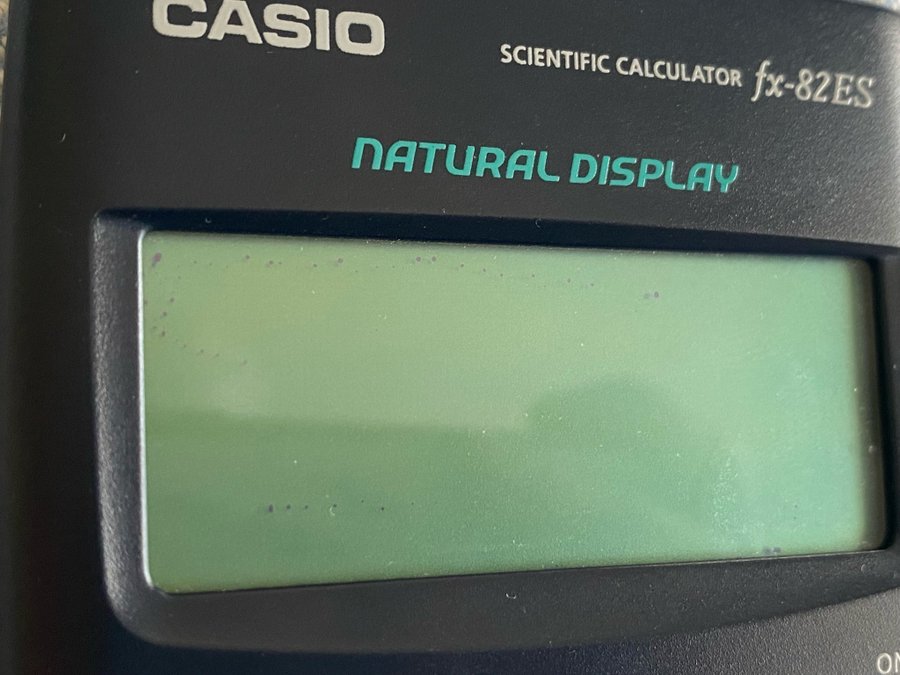 CASIO
SCIENTIFIC CALCULATOR fx-82ES
NATURAL DISPLAY